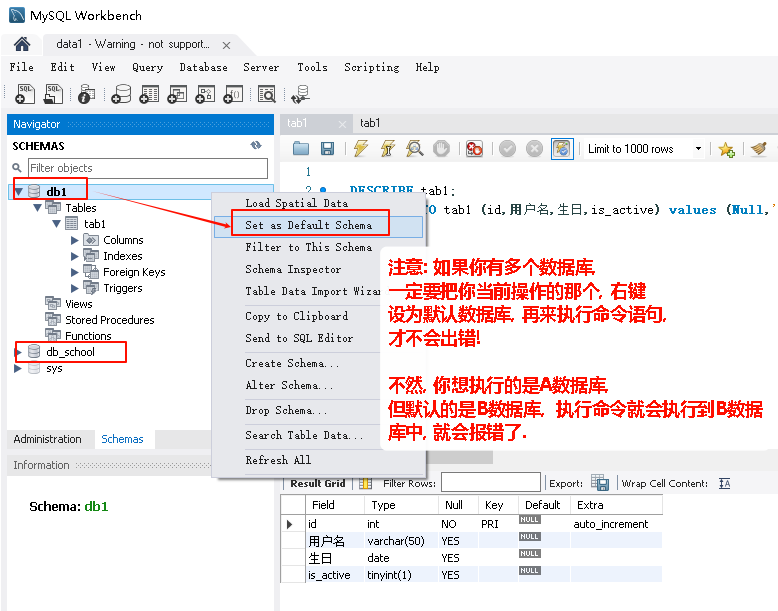 MySQL Workbench
data1 - Warning - not support...
File Edit View Query Database Server Tools Scripting Help
Navigator
SCHEMAS
Filter objects
db1
Tables
tab1
Columns
Indexes
Foreign Keys
Triggers
Views
Stored Procedures
Functions
db_school
sys
Administration Schemas
Information
Schema: db1
Load Spatial Data
Set as Default Schema
Filter to This Schema
Schema Inspector
Table Data Import Wizar
Copy to Clipboard
Send to SQL Editor
Create Schema...
Alter Schema...
Drop Schema...
Search Table Data...
Refresh All
tab1 tab1
Limit to 1000 rows
1
2 DESCRIBE tab1;
O tab1 (id,用户名,生日,is_active) values (Null,'
注意: 如果你有多个数据库,
一定要把你当前操作的那个, 右键
设为默认数据库, 再来执行命令语句,
才不会出错!
不然, 你想执行的是A数据库,
但默认的是B数据库, 执行命令就会执行到B数据
库中, 就会报错了.
Result Grid Filter Rows: Export: Wrap Cell Content: IA
Field Type Null Key Default Extra
id int NO PRI NULL auto_increment
用户名 varchar(50) YES NULL
生日 date YES NULL
is_active tinyint(1) YES NULL